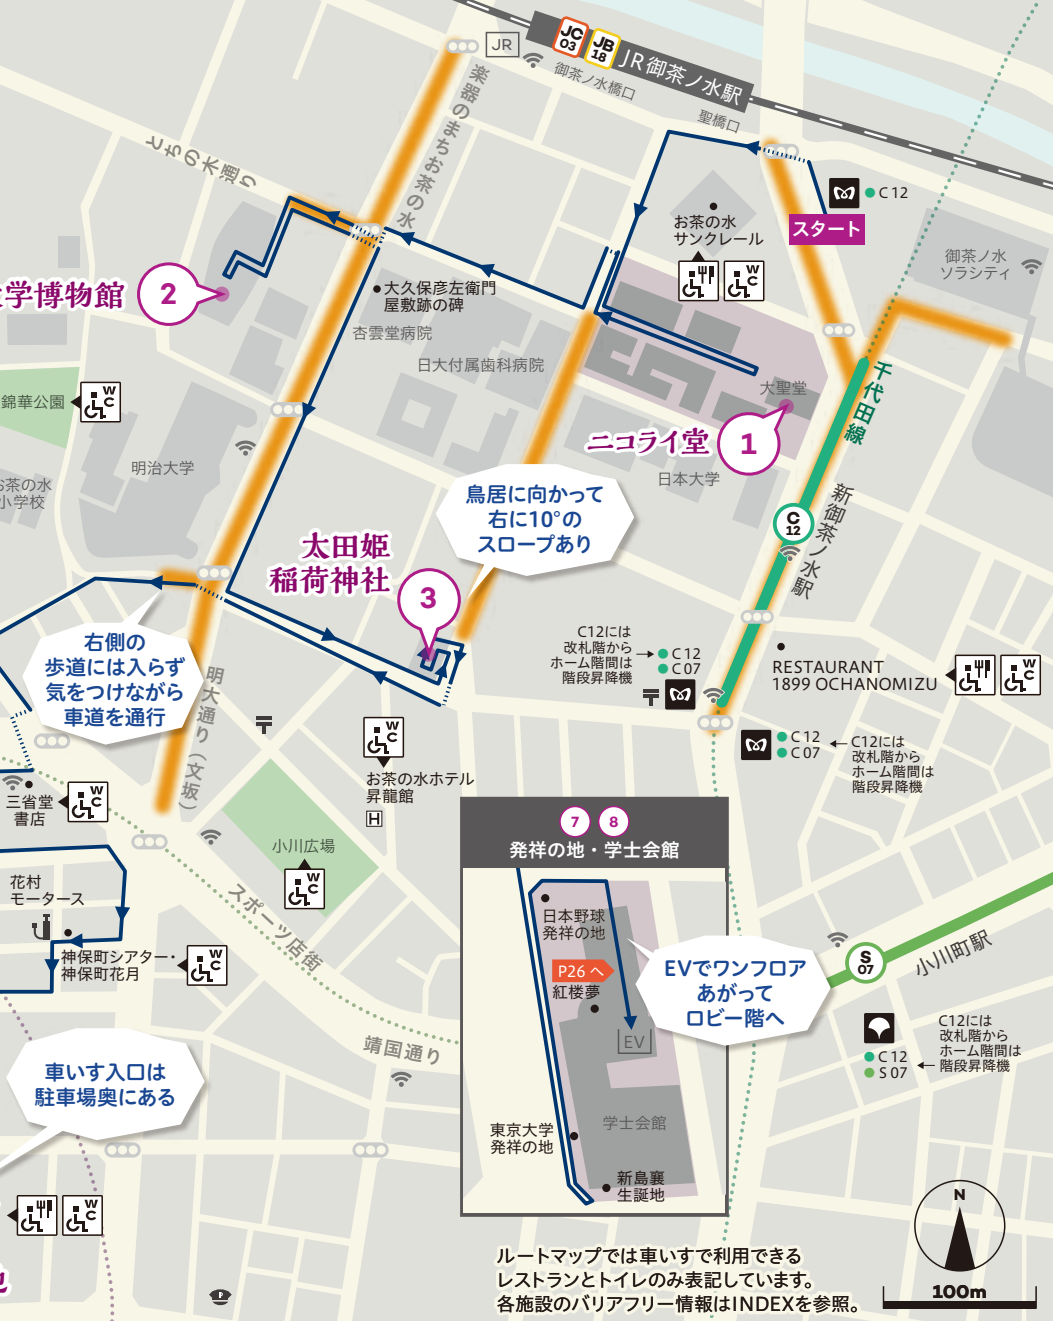 JC
03
JB
18
JR御茶ノ水駅
JR
御茶ノ水橋口
聖橋口
楽器のまちお茶の水
とちの木通り
C 12
スタート
お茶の水
サンクレール
WC
御茶ノ水
ソラシティ
学博物館
2
大久保彦左衛門
屋敷跡の碑
杏雲堂病院
日大付属歯科病院
大聖堂
千代田線
錦華公園
WC
ニコライ堂
1
明治大学
お茶の水
小学校
日本大学
鳥居に向かって
右に10°の
スロープあり
C
12
新御茶ノ水駅
太田姫
稲荷神社
3
右側の
歩道には入らず
気をつけながら
車道を通行
C12には
改札階から
ホーム階間は
階段昇降機
C 12
C 07
RESTAURANT
1899 OCHANOMIZU
WC
明大通り(文坂)
WC
お茶の水ホテル
昇龍館
H
C 12
C 07
C12には
改札階から
ホーム階間は
階段昇降機
三省堂
書店
WC
小川広場
WC
7 8
発祥の地・学士会館
花村
モータース
スポーツ店街
日本野球
発祥の地
神保町シアター・
神保町花月
WC
P26 へ
紅楼夢
EVでワンフロア
あがって
ロビー階へ
S
07
小川町駅
EV
靖国通り
C12には
改札階から
ホーム階間は
階段昇降機
C 12
S 07
車いす入口は
駐車場奥にある
学士会館
東京大学
発祥の地
新島襄
生誕地
WC
N
ルートマップでは車いすで利用できる
レストランとトイレのみ表記しています。
各施設のバリアフリー情報はINDEXを参照。
100m